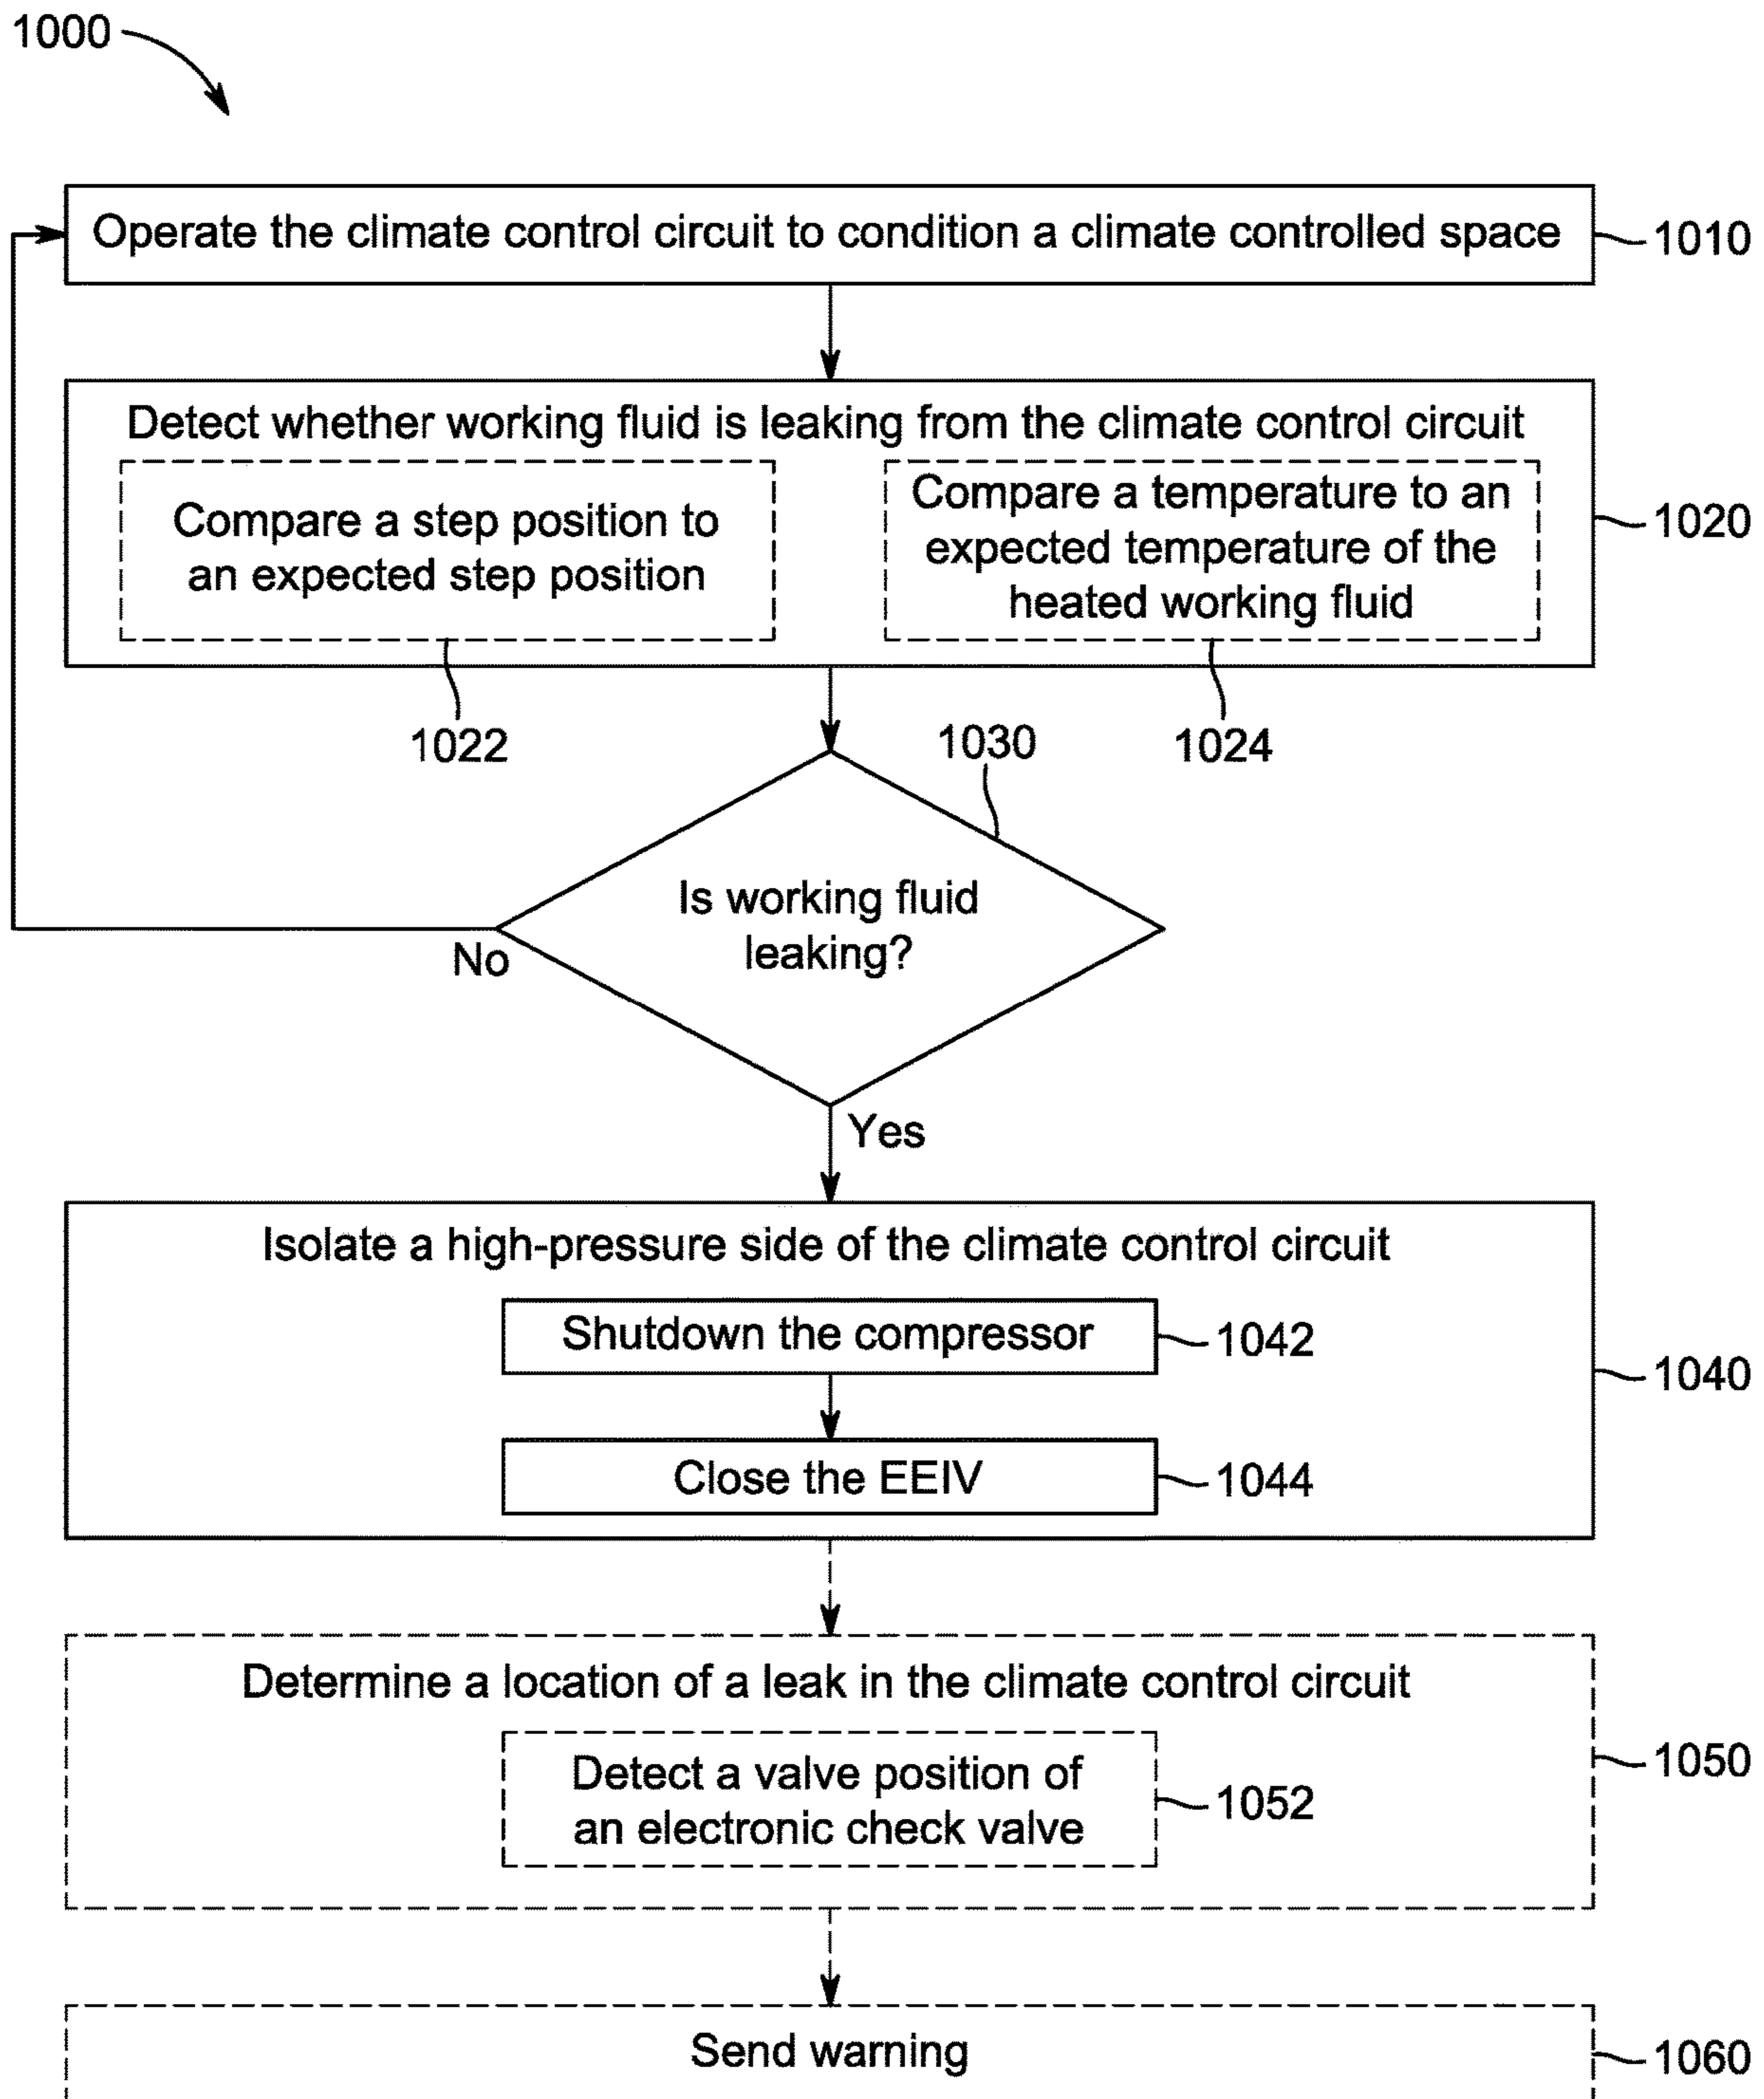 1000
Operate the climate control circuit to condition a climate controlled space
1010
Detect whether working fluid is leaking from the climate control circuit
Compare a step position to
an expected step position
Compare a temperature to an
expected temperature of the
heated working fluid
1020
1022
1024
1030
Is working fluid
leaking?
No
Yes
Isolate a high-pressure side of the climate control circuit
Shutdown the compressor
1042
1040
Close the EEIV
1044
Determine a location of a leak in the climate control circuit
1050
Detect a valve position of
an electronic check valve
1052
Send warning
1060